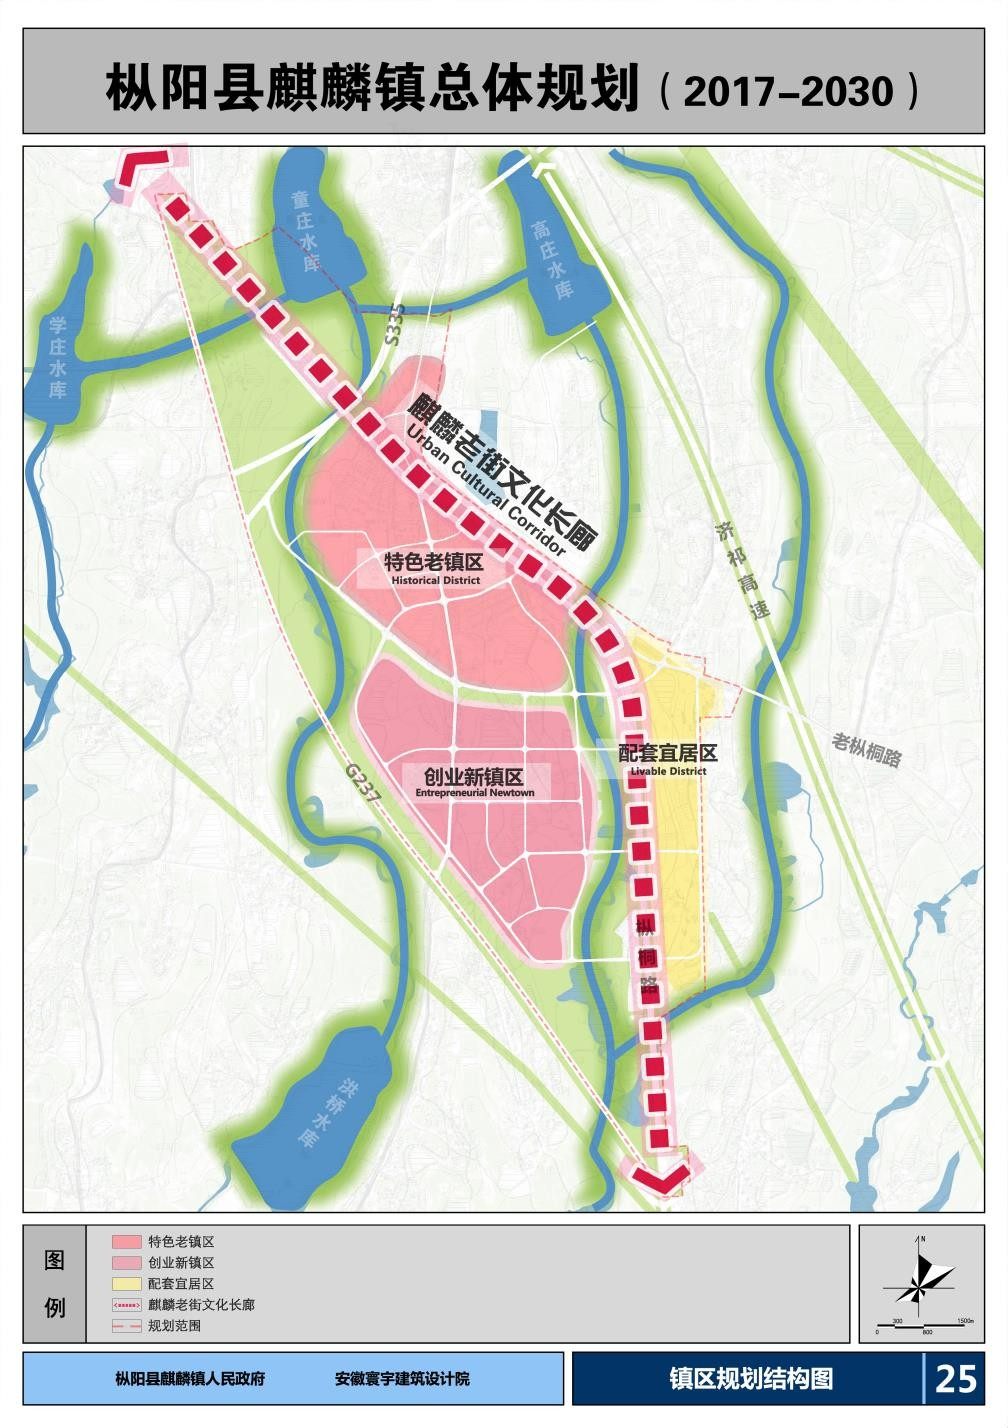 枞阳县麒麟镇总体规划（2017-2030）
童庄水库
高庄水库
学庄水库
S335
麒麟老街文化长廊
Urban Cultural Corridor
济祁高速
特色老镇区
Historical District
老枞桐路
配套宜居区
Livable District
创业新镇区
Entrepreneurial Newtown
G237
枞桐路
洪桥水库
图例
特色老镇区
创业新镇区
配套宜居区
麒麟老街文化长廊
规划范围
N
300 1500m
0 800
枞阳县麒麟镇人民政府 安徽寰宇建筑设计院
镇区规划结构图 25